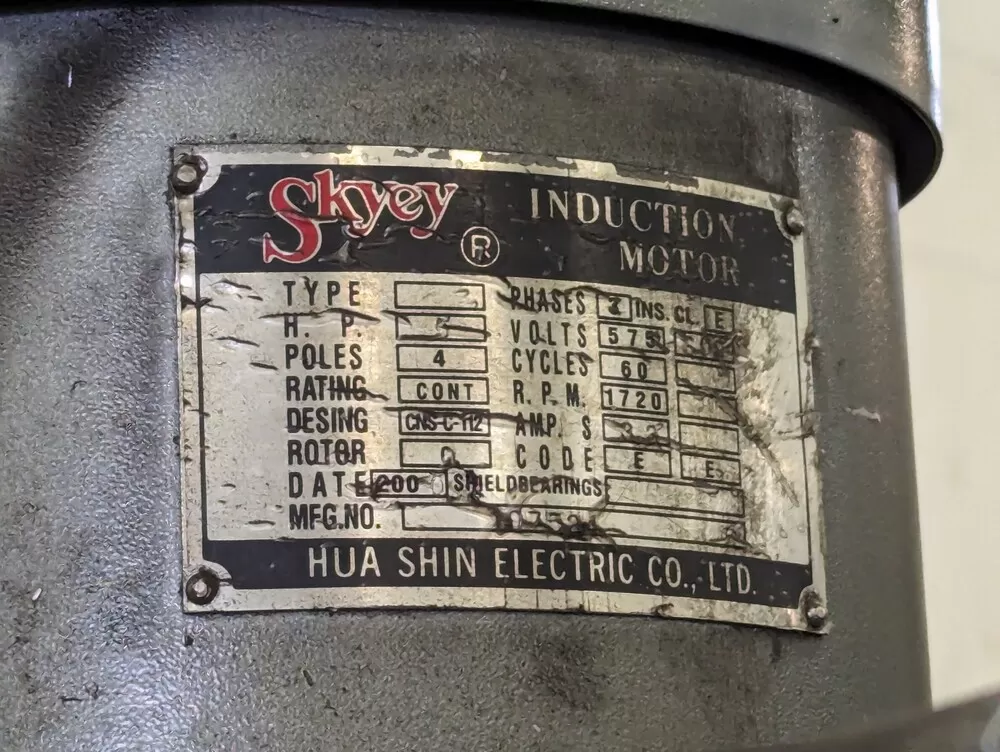 Skyey ®
INDUCTION
MOTOR
TYPE PHASES INS. CL. E
H. P. 5 VOLTS 575
POLES 4 CYCLES 60
RATING CONT R. P. M. 1720
DESING CNS-C-112 AMP. S
ROTOR CODE E E
DATE 200 SHIELDBEARINGS
MFG.NO.
HUA SHIN ELECTRIC CO., LTD.